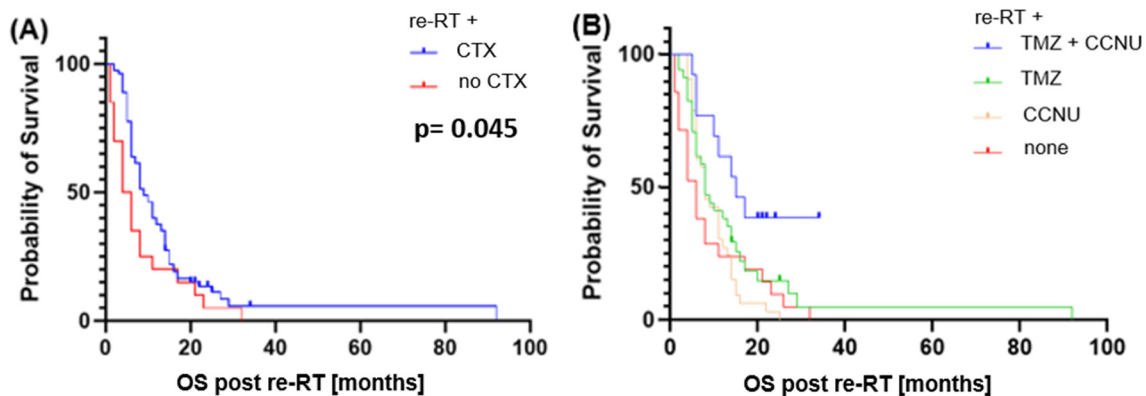 (A)
re-RT +
CTX
no CTX
p= 0.045
Probability of Survival
100
50
0
0 20 40 60 80 100
OS post re-RT [months]
(B)
re-RT +
TMZ + CCNU
TMZ
CCNU
none
Probability of Survival
100
50
0
0 20 40 60 80 100
OS post re-RT [months]